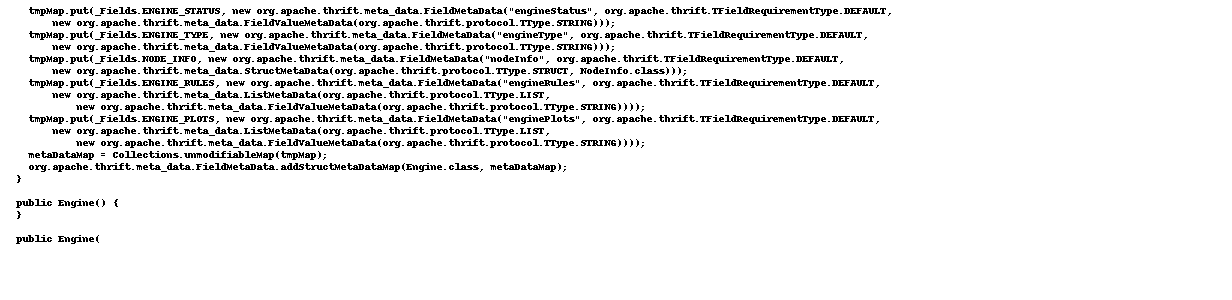 tmpMap.put(_Fields.ENGINE_STATUS, new org.apache.thrift.meta_data.FieldMetaData("engineStatus", org.apache.thrift.TFieldRequirementType.DEFAULT,
new org.apache.thrift.meta_data.FieldValueMetaData(org.apache.thrift.protocol.TType.STRING)));
tmpMap.put(_Fields.ENGINE_TYPE, new org.apache.thrift.meta_data.FieldMetaData("engineType", org.apache.thrift.TFieldRequirementType.DEFAULT,
new org.apache.thrift.meta_data.FieldValueMetaData(org.apache.thrift.protocol.TType.STRING)));
tmpMap.put(_Fields.NODE_INFO, new org.apache.thrift.meta_data.FieldMetaData("nodeInfo", org.apache.thrift.TFieldRequirementType.DEFAULT,
new org.apache.thrift.meta_data.StructMetaData(org.apache.thrift.protocol.TType.STRUCT, NodeInfo.class)));
tmpMap.put(_Fields.ENGINE_RULES, new org.apache.thrift.meta_data.FieldMetaData("engineRules", org.apache.thrift.TFieldRequirementType.DEFAULT,
new org.apache.thrift.meta_data.ListMetaData(org.apache.thrift.protocol.TType.LIST,
new org.apache.thrift.meta_data.FieldValueMetaData(org.apache.thrift.protocol.TType.STRING))));
tmpMap.put(_Fields.ENGINE_PLOTS, new org.apache.thrift.meta_data.FieldMetaData("enginePlots", org.apache.thrift.TFieldRequirementType.DEFAULT,
new org.apache.thrift.meta_data.ListMetaData(org.apache.thrift.protocol.TType.LIST,
new org.apache.thrift.meta_data.FieldValueMetaData(org.apache.thrift.protocol.TType.STRING))));
metaDataMap = Collections.unmodifiableMap(tmpMap);
org.apache.thrift.meta_data.FieldMetaData.addStructMetaDataMap(Engine.class, metaDataMap);
}
public Engine() {
}
public Engine(